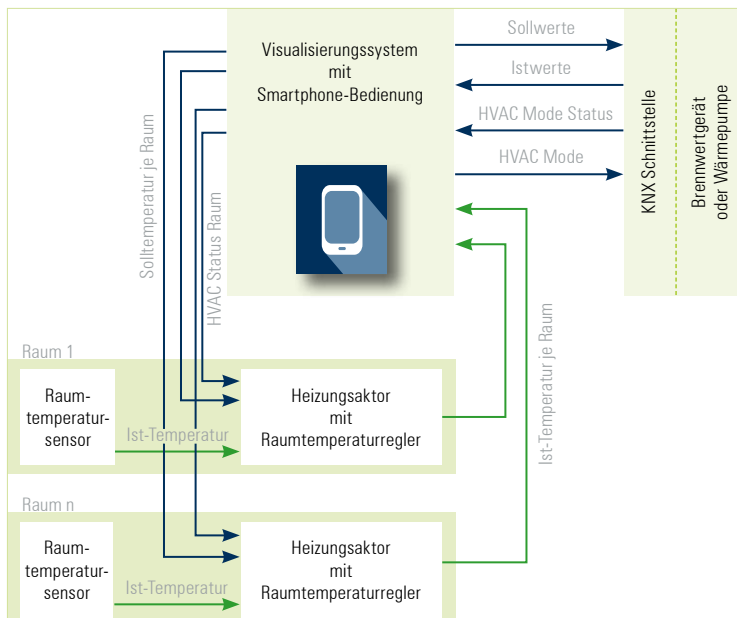 Visualisierungssystem
mit
Smartphone-Bedienung
Sollwerte
Istwerte
HVAC Mode Status
HVAC Mode
KNX Schnittstelle
Brennwertgerät
oder Wärmepumpe
Solltemperatur je Raum
HVAC Status Raum
Ist-Temperatur je Raum
Raum 1
Raum-
temperatur-
sensor
Ist-Temperatur
Heizungsaktor
mit
Raumtemperaturregler
Raum n
Raum-
temperatur-
sensor
Ist-Temperatur
Heizungsaktor
mit
Raumtemperaturregler